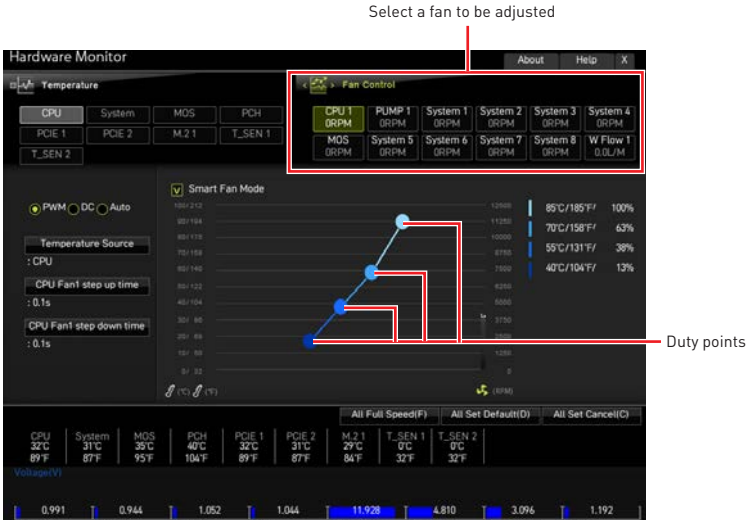 Select a fan to be adjusted
Hardware Monitor
About Help X
Temperature
Fan Control
CPU System MOS PCH
PCIE 1 PCIE 2 M.2 1 T_SEN 1
T_SEN 2
CPU 1 PUMP 1 System 1 System 2 System 3 System 4
0RPM 0RPM 0RPM 0RPM 0RPM 0RPM
MOS System 5 System 6 System 7 System 8 W Flow 1
0RPM 0RPM 0RPM 0RPM 0RPM 0.0L/M
PWM DC Auto
Temperature Source
: CPU
CPU Fan1 step up time
: 0.1s
CPU Fan1 step down time
: 0.1s
Smart Fan Mode
100/212 12500
90/194 11250
80/176 10000
70/158 8750
60/140 7500
50/122 6250
40/104 5000
30/ 86 3750
20/ 68 2500
10/ 50 1250
0/ 32 0
(°C) (°F) (RPM)
85°C/185°F/ 100%
70°C/158°F/ 63%
55°C/131°F/ 38%
40°C/104°F/ 13%
Duty points
All Full Speed(F) All Set Default(D) All Set Cancel(C)
CPU System MOS PCH PCIE 1 PCIE 2 M.2 1 T_SEN 1 T_SEN 2
32°C 31°C 35°C 40°C 32°C 31°C 29°C 0°C 0°C
89°F 87°F 95°F 104°F 89°F 87°F 84°F 32°F 32°F
Voltage(V)
0.991 0.944 1.052 1.044 11.928 4.810 3.096 1.192